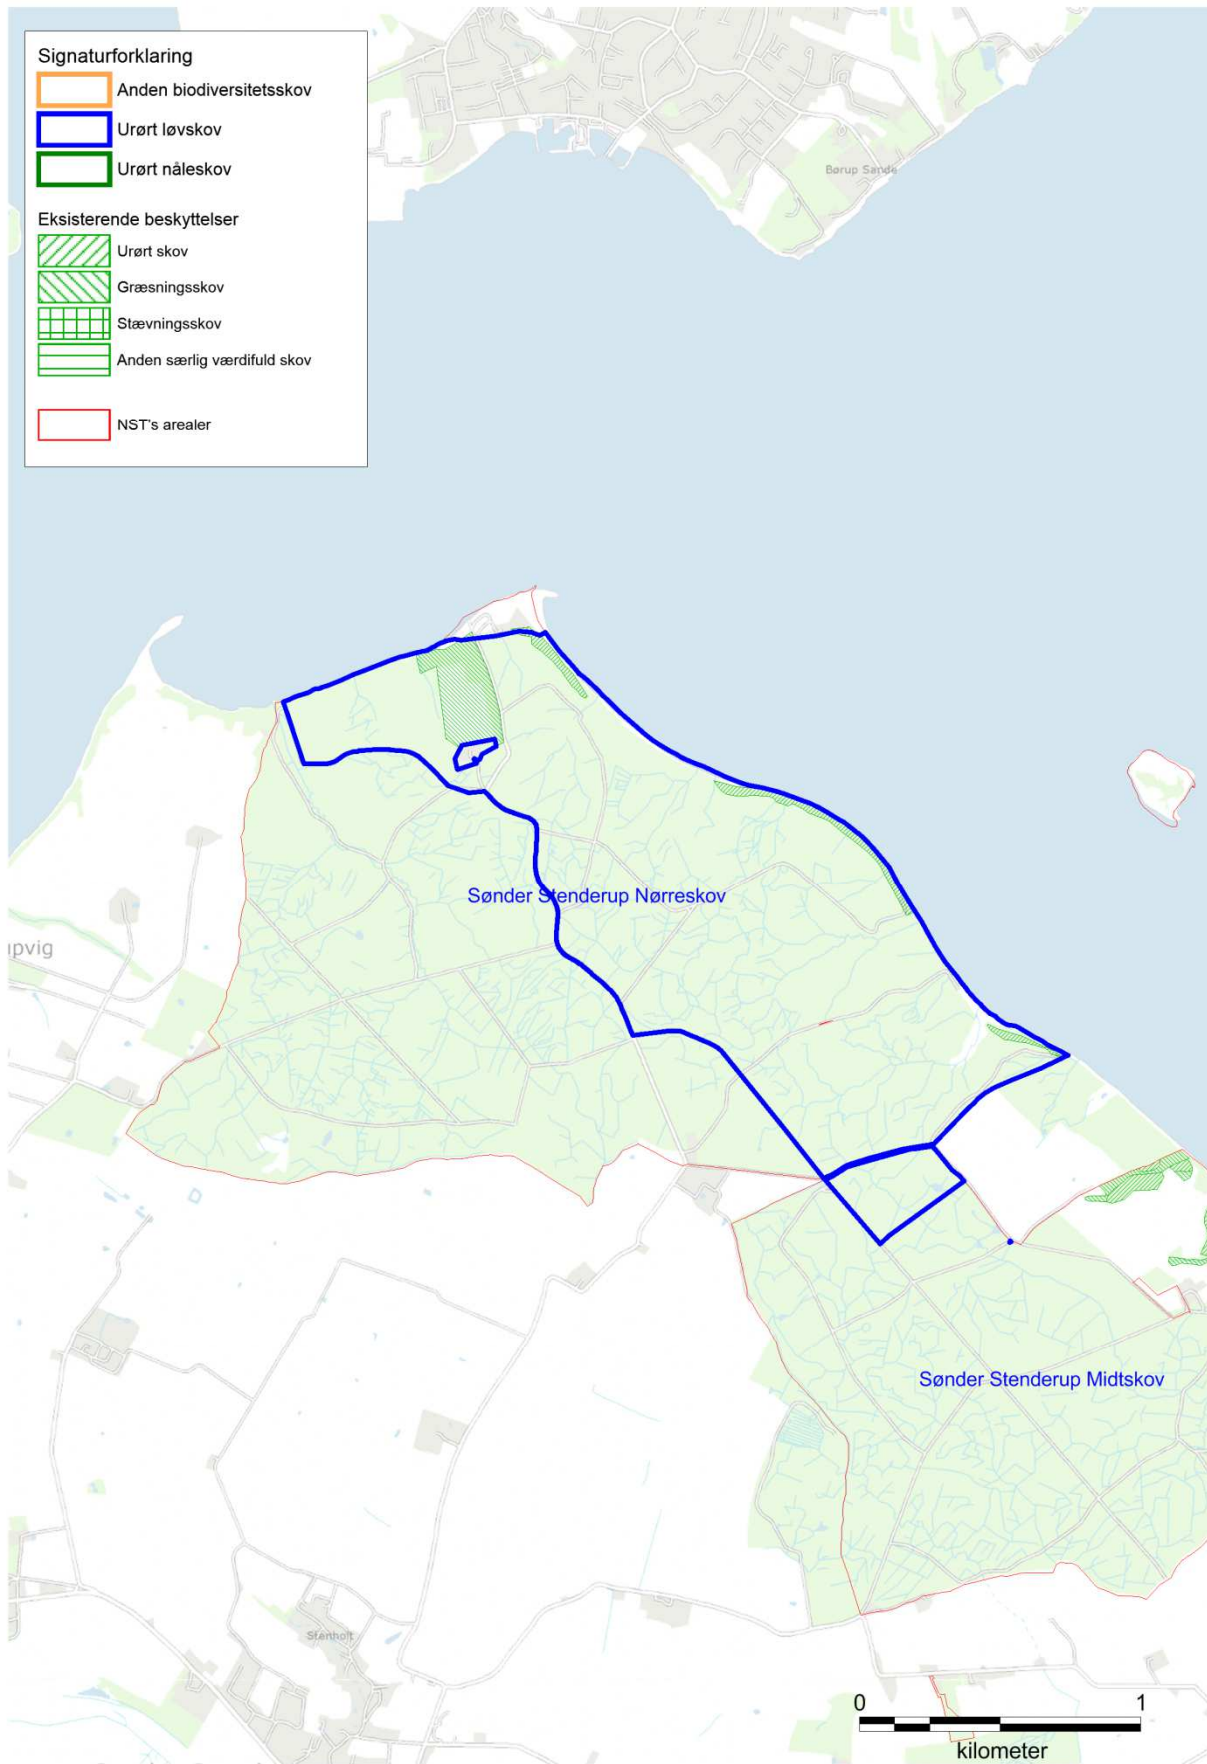 Signaturforklaring
Anden biodiversitetsskov
Urørt løvskov
Urørt nåleskov
Eksisterende beskyttelser
Urørt skov
Græsningsskov
Stævningsskov
Anden særlig værdifuld skov
NST's arealer
Børup Sande
Sønder Stenderup Nørreskov
upvig
Sønder Stenderup Midtskov
Stenholt
0 1
kilometer